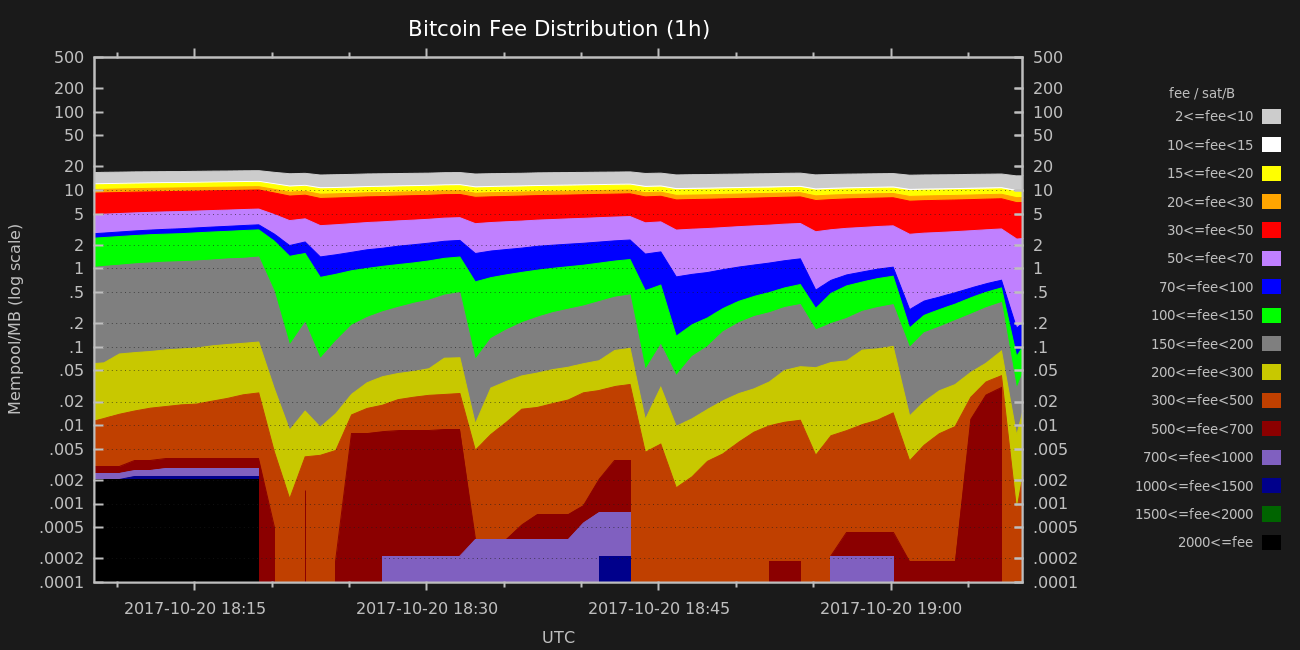 Bitcoin Fee Distribution (1h)
500 500
200 200
100 100
50 50
20 20
10 10
5 5
2 2
1 1
.5 .5
.2 .2
.1 .1
.05 .05
.02 .02
.01 .01
.005 .005
.002 .002
.001 .001
.0005 .0005
.0002 .0002
.0001 .0001
Mempool/MB (log scale)
2017-10-20 18:15 2017-10-20 18:30 2017-10-20 18:45 2017-10-20 19:00
UTC
fee / sat/B
2<=fee<10
10<=fee<15
15<=fee<20
20<=fee<30
30<=fee<50
50<=fee<70
70<=fee<100
100<=fee<150
150<=fee<200
200<=fee<300
300<=fee<500
500<=fee<700
700<=fee<1000
1000<=fee<1500
1500<=fee<2000
2000<=fee